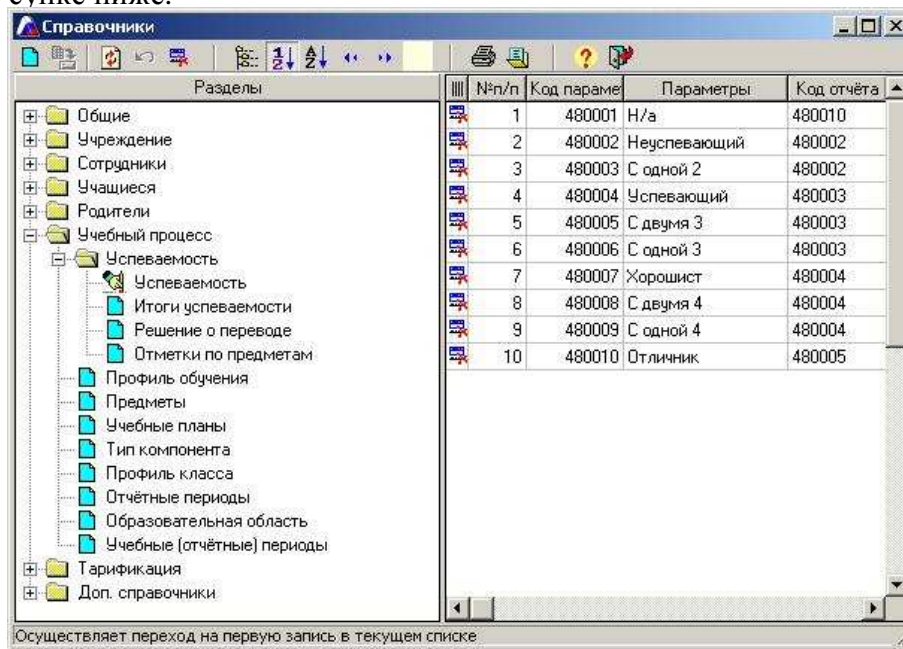 сунке ниже.
Справочники
Разделы
Общие
Учреждение
Сотрудники
Учащиеся
Родители
Учебный процесс
Успеваемость
Успеваемость
Итоги успеваемости
Решение о переводе
Отметки по предметам
Профиль обучения
Предметы
Учебные планы
Тип компонента
Профиль класса
Отчётные периоды
Образовательная область
Учебные (отчётные) периоды
Тарификация
Доп. справочники
№п/п Код параме Параметры Код отчёта
1 480001 Н/а 480010
2 480002 Неуспевающий 480002
3 480003 С одной 2 480002
4 480004 Успевающий 480003
5 480005 С двумя 3 480003
6 480006 С одной 3 480003
7 480007 Хорошист 480004
8 480008 С двумя 4 480004
9 480009 С одной 4 480004
10 480010 Отличник 480005
Осуществляет переход на первую запись в текущем списке